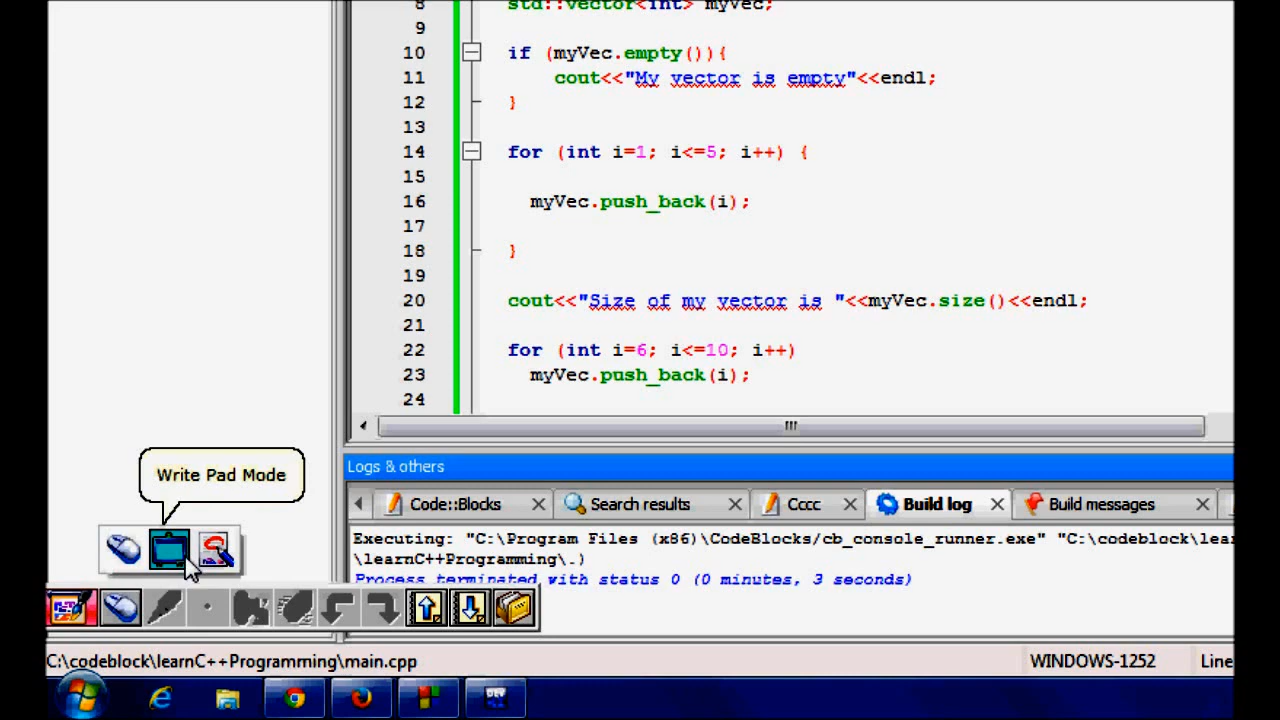 8 std::vector<int> myVec;
9
10 if (myVec.empty()){
11 cout<<"My vector is empty"<<endl;
12 }
13
14 for (int i=1; i<=5; i++) {
15
16 myVec.push_back(i);
17
18 }
19
20 cout<<"Size of my vector is "<<myVec.size()<<endl;
21
22 for (int i=6; i<=10; i++)
23 myVec.push_back(i);
24
Logs & others
Code::Blocks Search results Cccc Build log Build messages
Executing: "C:\Program Files (x86)\CodeBlocks/cb_console_runner.exe" "C:\codeblock\lea
\learnC++Programming\.)
Process terminated with status 0 (0 minutes, 3 seconds)
Write Pad Mode
C:\codeblock\learnC++Programming\main.cpp WINDOWS-1252 Line
DEV